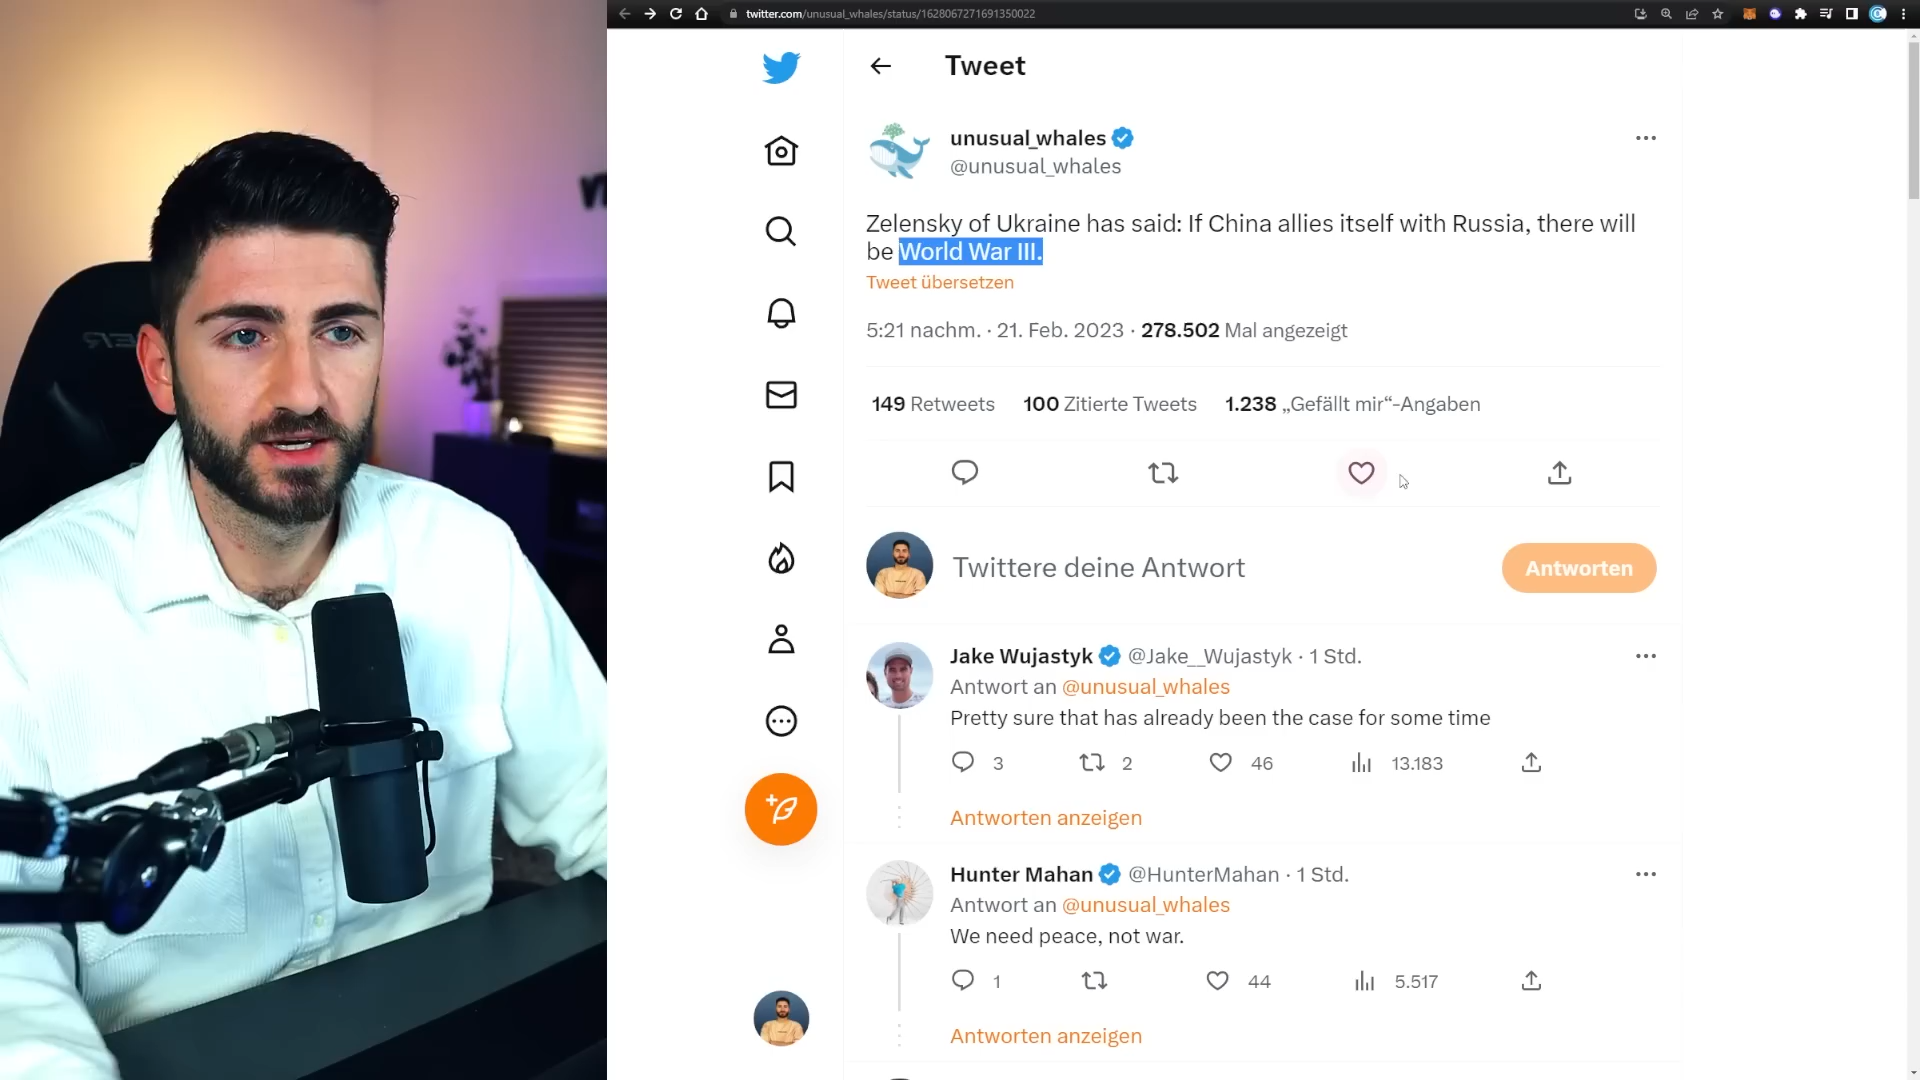 twitter.com/unusual_whales/status/1628067271691350022
Tweet
unusual_whales
@unusual_whales
Zelensky of Ukraine has said: If China allies itself with Russia, there will
be World War III.
Tweet übersetzen
5:21 nachm. · 21. Feb. 2023 · 278.502 Mal angezeigt
149 Retweets 100 Zitierte Tweets 1.238 „Gefällt mir“-Angaben
Twittere deine Antwort
Antworten
Jake Wujastyk @Jake__Wujastyk · 1 Std.
Antwort an @unusual_whales
Pretty sure that has already been the case for some time
3 2 46 13.183
Antworten anzeigen
Hunter Mahan @HunterMahan · 1 Std.
Antwort an @unusual_whales
We need peace, not war.
1 44 5.517
Antworten anzeigen